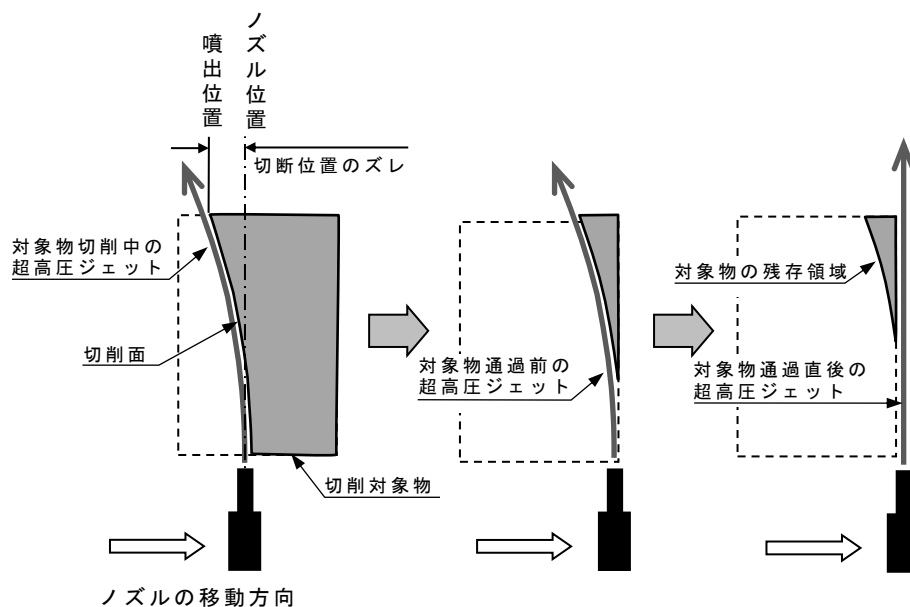 ノズル位置
噴出位置
切断位置のズレ
対象物切削中の
超高圧ジェット
切削面
切削対象物
ノズルの移動方向
対象物通過前の
超高圧ジェット
対象物の残存領域
対象物通過直後の
超高圧ジェット